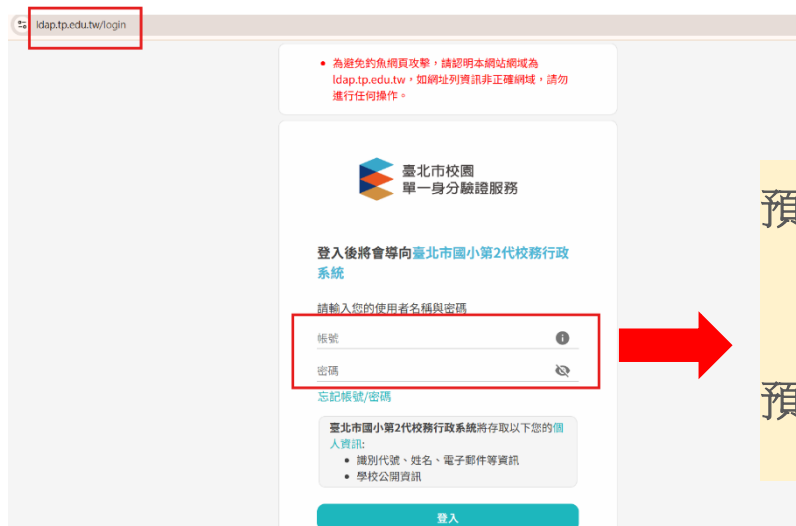 ldap.tp.edu.tw/login
為避免釣魚網頁攻擊，請認明本網站網域為
ldap.tp.edu.tw，如網址列資訊非正確網域，請勿
進行任何操作。
臺北市校園
單一身分驗證服務
登入後將會導向臺北市國小第2代校務行政
系統
請輸入您的使用者名稱與密碼
帳號
密碼
忘記帳號/密碼
臺北市國小第2代校務行政系統將存取以下您的個
人資訊:
識別代號、姓名、電子郵件等資訊
學校公開資訊
登入
預
預